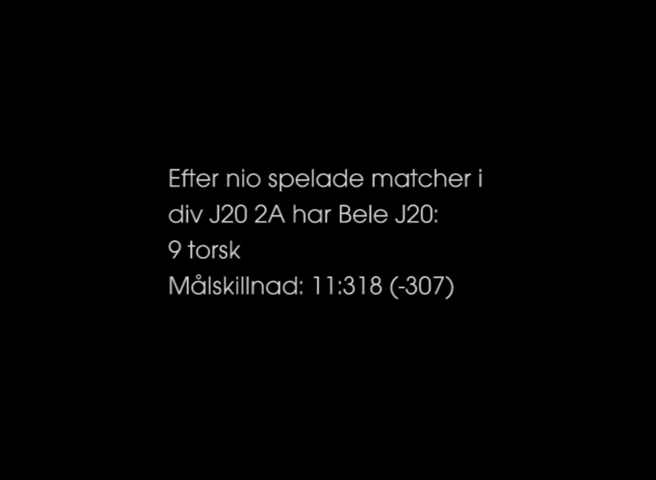 Efter nio spelade matcher i
div J20 2A har Bele J20:
9 torsk
Målskillnad: 11:318 (-307)